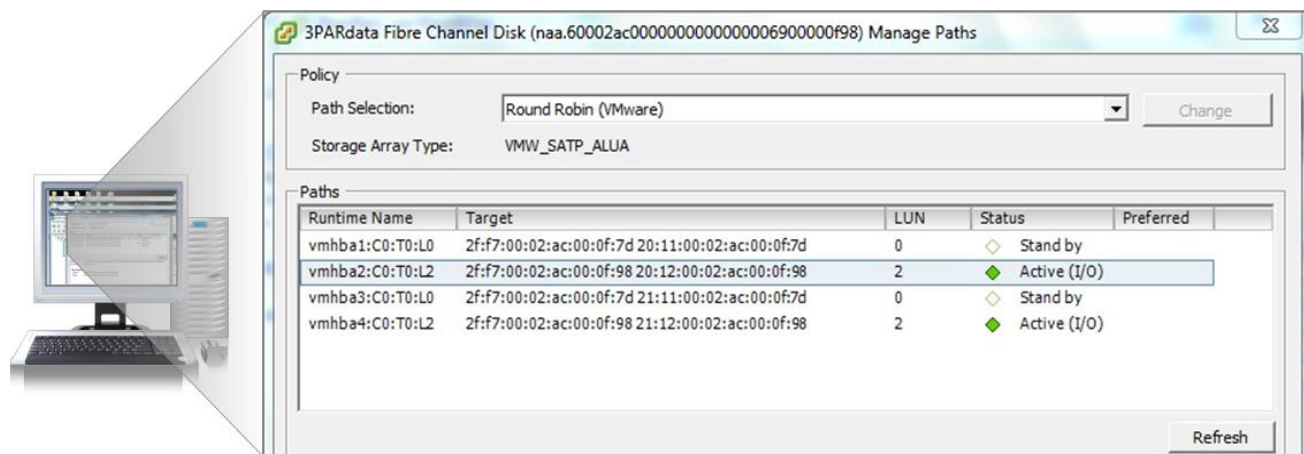 3PARdata Fibre Channel Disk (naa.60002ac0000000000000006900000f98) Manage Paths
Policy
Path Selection: Round Robin (VMware) Change
Storage Array Type: VMW_SATP_ALUA
Paths
Runtime Name Target LUN Status Preferred
vmhba1:C0:T0:L0 2f:f7:00:02:ac:00:0f:7d 20:11:00:02:ac:00:0f:7d 0 Stand by
vmhba2:C0:T0:L2 2f:f7:00:02:ac:00:0f:98 20:12:00:02:ac:00:0f:98 2 Active (I/O)
vmhba3:C0:T0:L0 2f:f7:00:02:ac:00:0f:7d 21:11:00:02:ac:00:0f:7d 0 Stand by
vmhba4:C0:T0:L2 2f:f7:00:02:ac:00:0f:98 21:12:00:02:ac:00:0f:98 2 Active (I/O)
Refresh